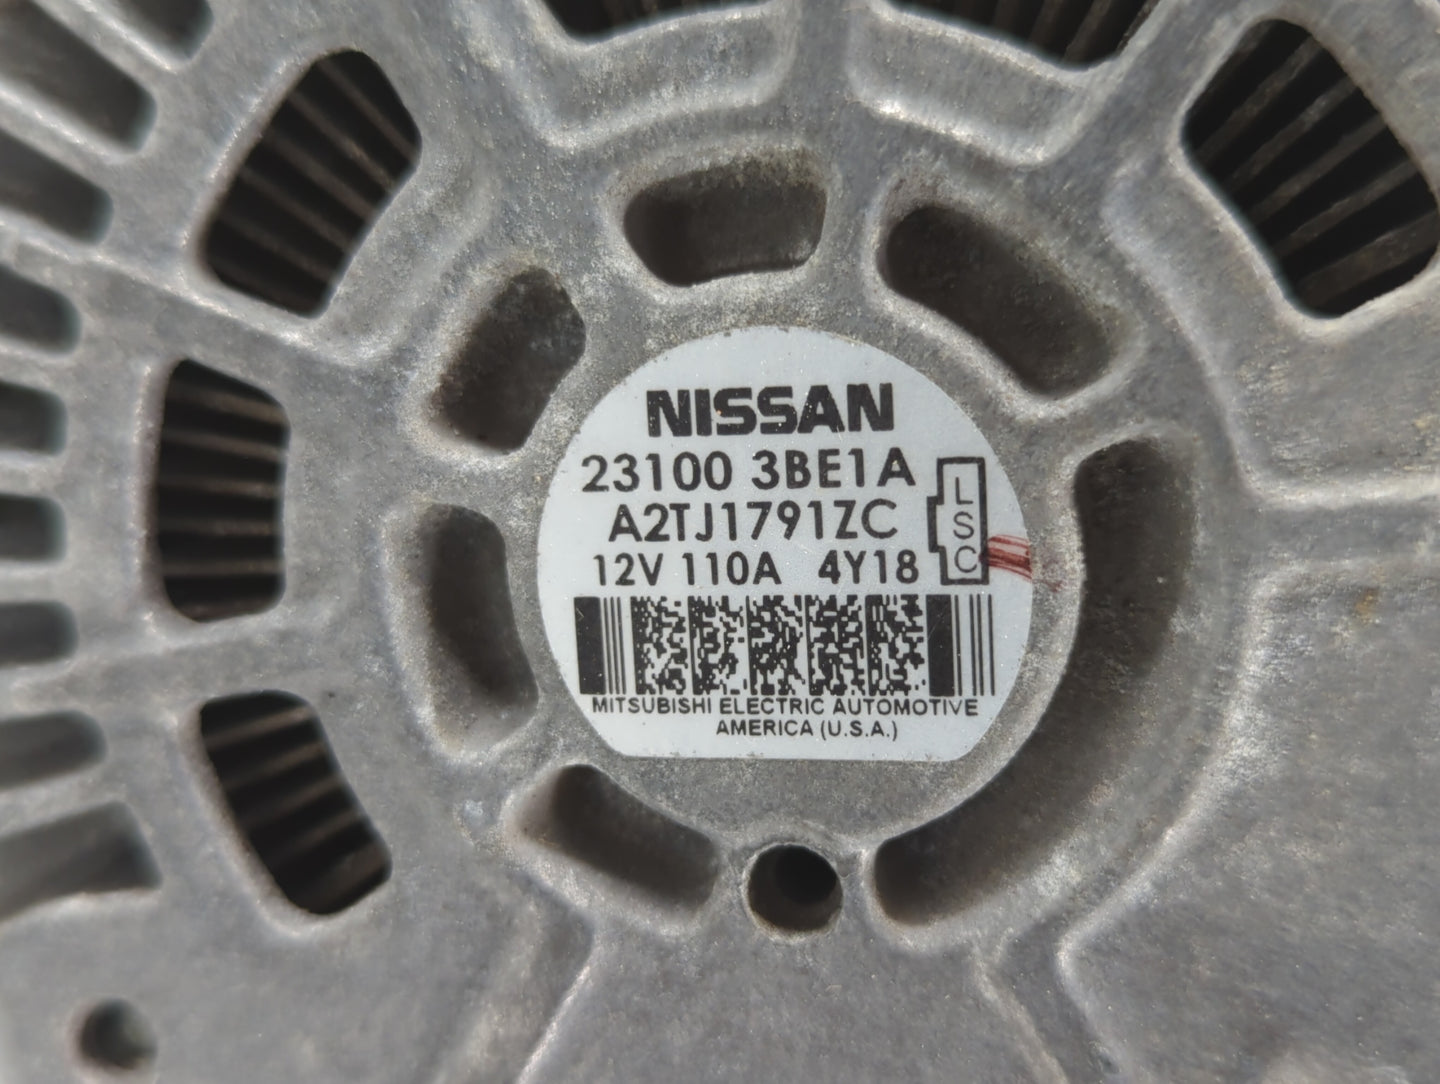 NISSAN
23100 3BE1A
A2TJ1791ZC
12V 110A 4Y18
L
S
C
MITSUBISHI ELECTRIC AUTOMOTIVE
AMERICA (U.S.A.)